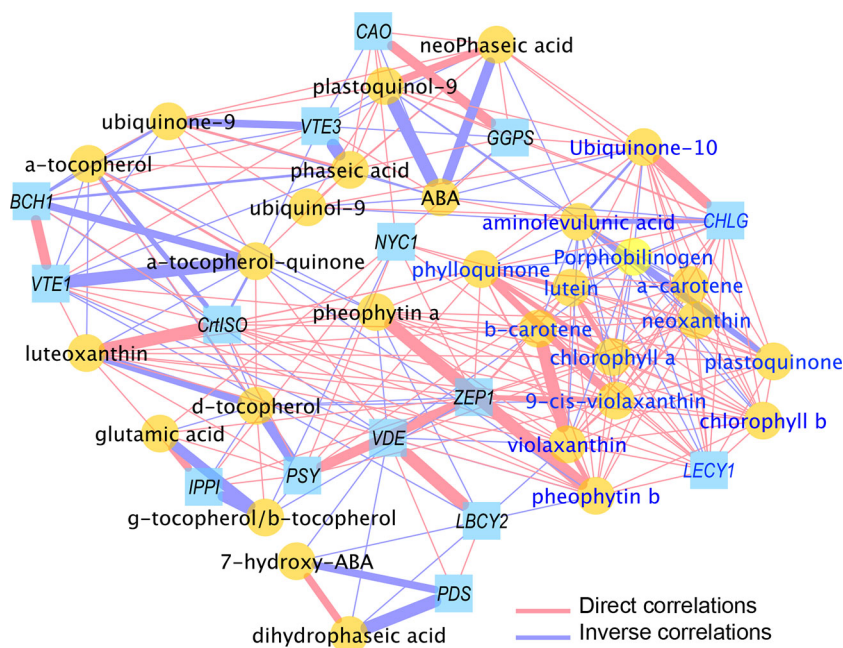 CAO
neoPhaseic acid
plastoquinol-9
ubiquinone-9
VTE3
GGPS
Ubiquinone-10
a-tocopherol
phaseic acid
BCH1
ubiquinol-9
ABA
aminolevulunic acid
CHLG
NYC1
a-tocopherol-quinone
Porphobilinogen
phylloquinone
VTE1
lutein
a-carotene
pheophytin a
CrtISO
b-carotene
neoxanthin
luteoxanthin
chlorophyll a
plastoquinone
ZEP1
9-cis-violaxanthin
d-tocopherol
chlorophyll b
glutamic acid
VDE
violaxanthin
LECY1
PSY
IPPI
pheophytin b
g-tocopherol/b-tocopherol
LBCY2
7-hydroxy-ABA
PDS
Direct correlations
dihydrophaseic acid
Inverse correlations